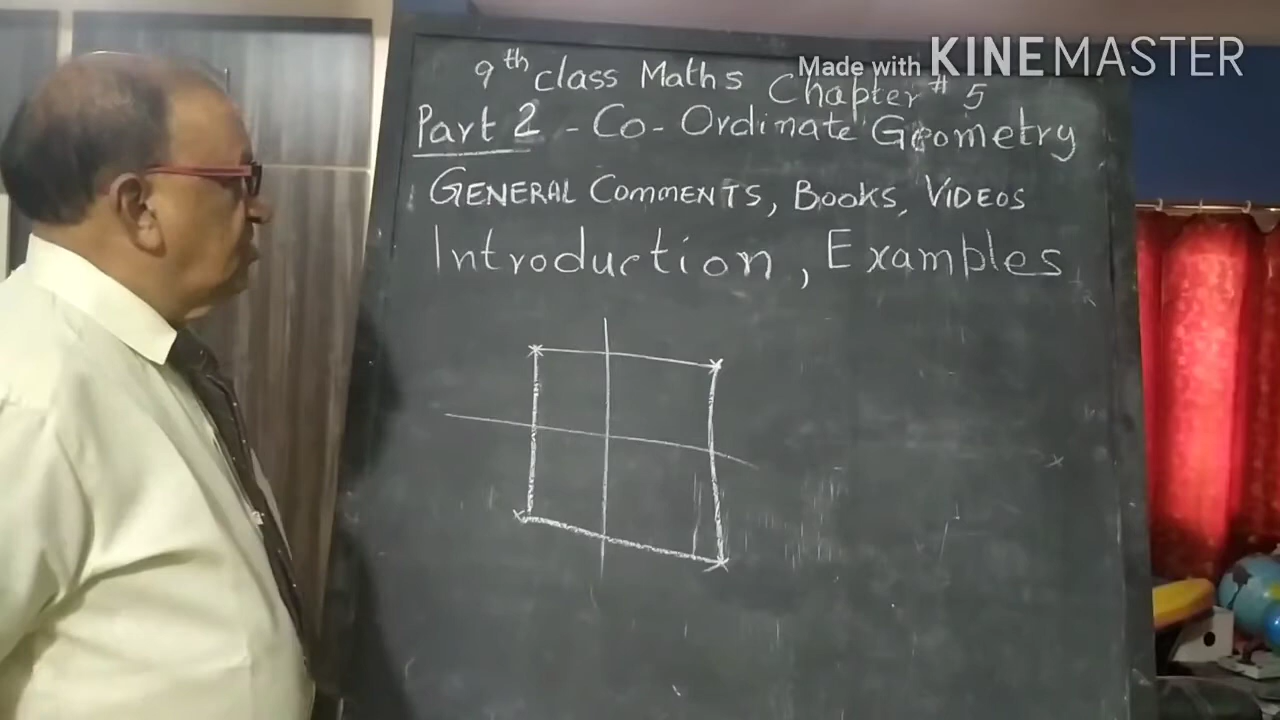 9th class Maths Chapter # 5
Part 2 - Co-Ordinate Geometry
GENERAL COMMENTS, BOOKS, VIDEOS
Introduction, Examples
Made with KINEMASTER